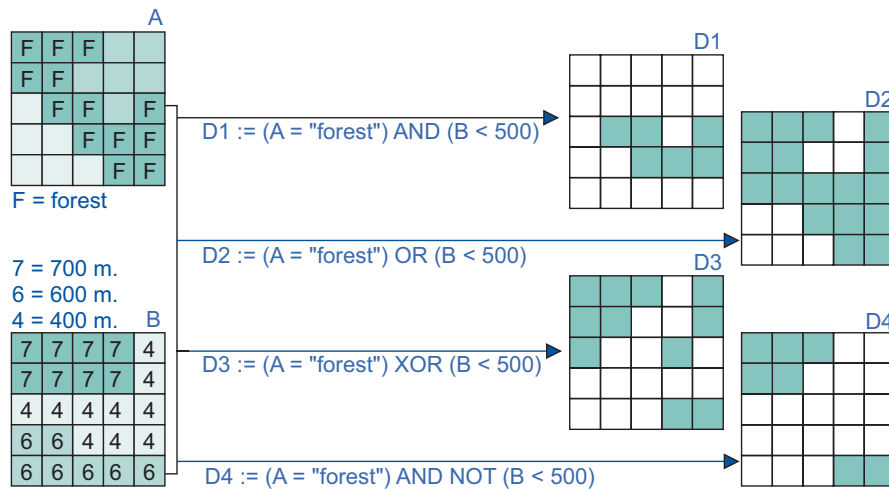 A
F F F
F F
F F F
F F F
F F
F = forest
D1
D1 := (A = "forest") AND (B < 500)
D2
D2 := (A = "forest") OR (B < 500)
7 = 700 m.
6 = 600 m.
4 = 400 m.
B
7 7 7 7 4
7 7 7 7 4
4 4 4 4 4
6 6 4 4 4
6 6 6 6 6
D3
D3 := (A = "forest") XOR (B < 500)
D4
D4 := (A = "forest") AND NOT (B < 500)